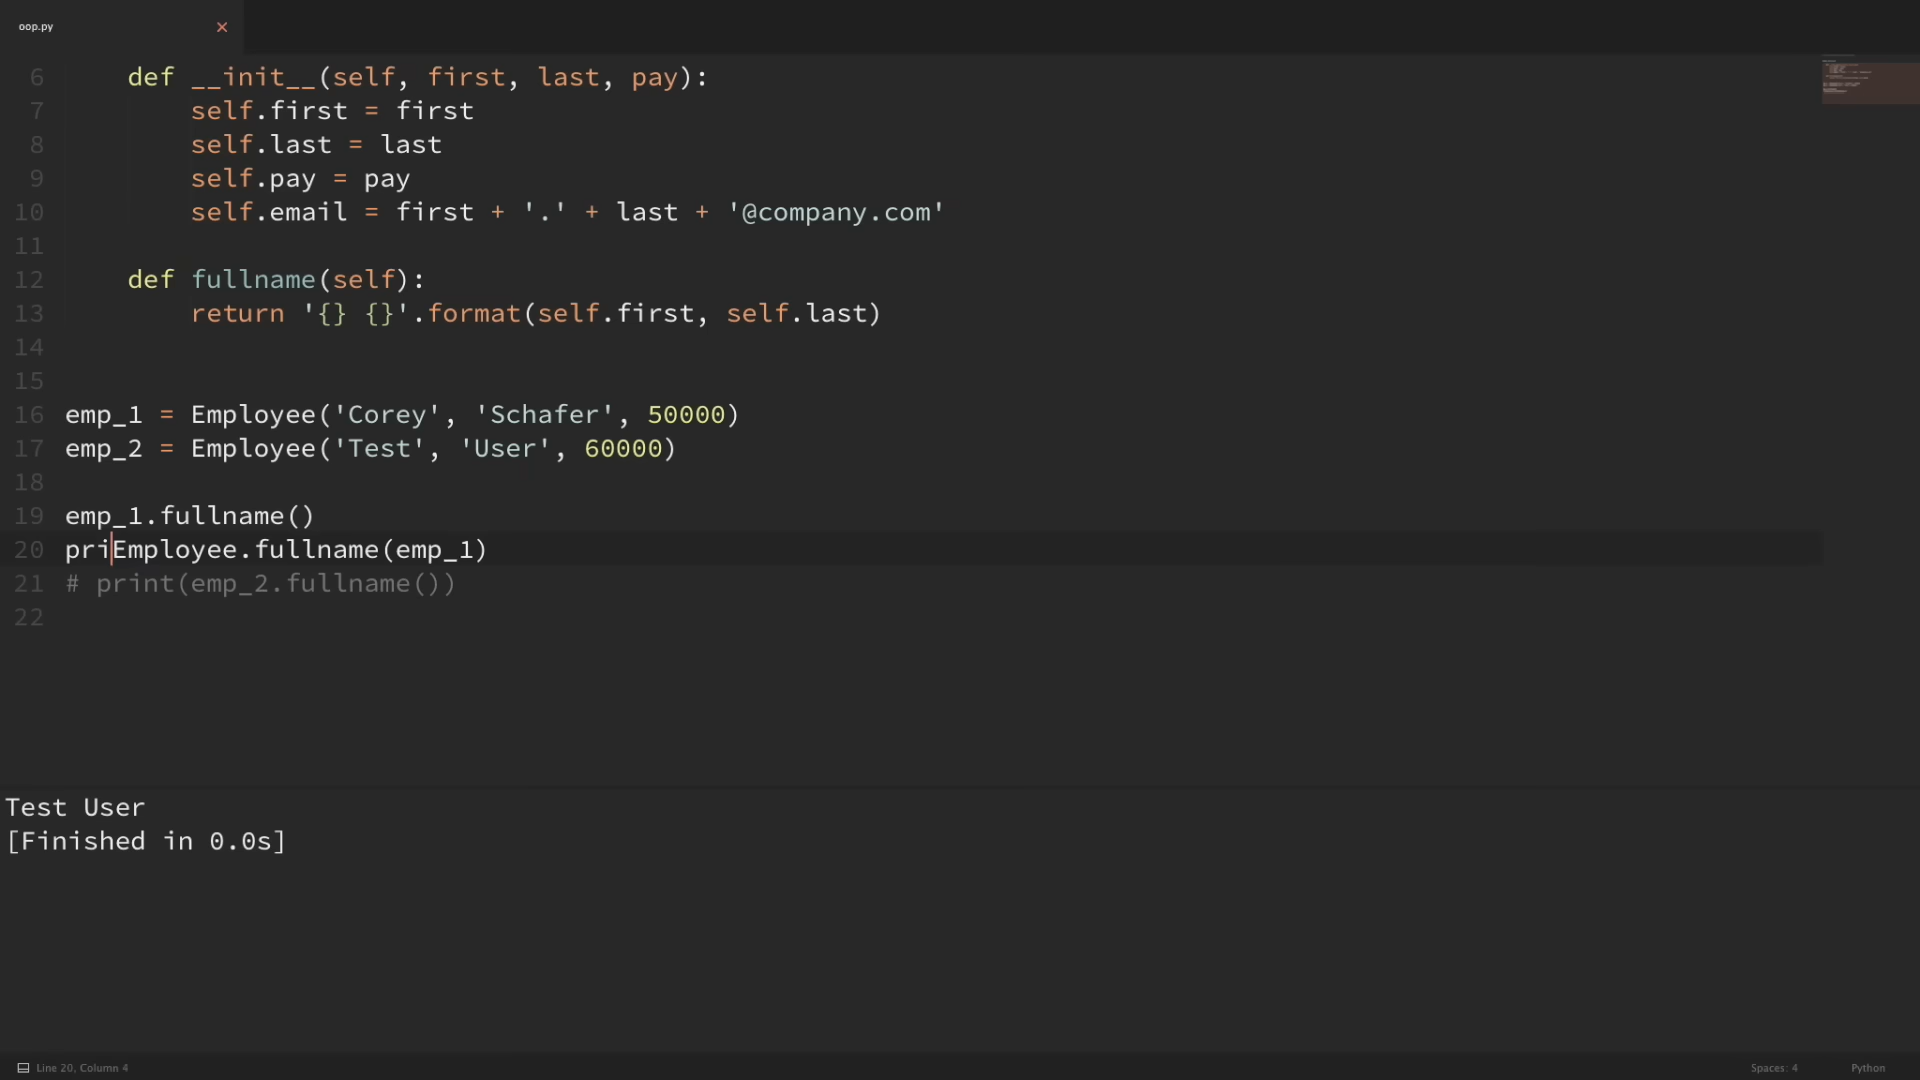 oop.py ×
6     def __init__(self, first, last, pay):
7         self.first = first
8         self.last = last
9         self.pay = pay
10         self.email = first + '.' + last + '@company.com'
11
12     def fullname(self):
13         return '{} {}'.format(self.first, self.last)
14
15
16 emp_1 = Employee('Corey', 'Schafer', 50000)
17 emp_2 = Employee('Test', 'User', 60000)
18
19 emp_1.fullname()
20 priEmployee.fullname(emp_1)
21 # print(emp_2.fullname())
22
Test User
[Finished in 0.0s]
Line 20, Column 4 Spaces: 4 Python